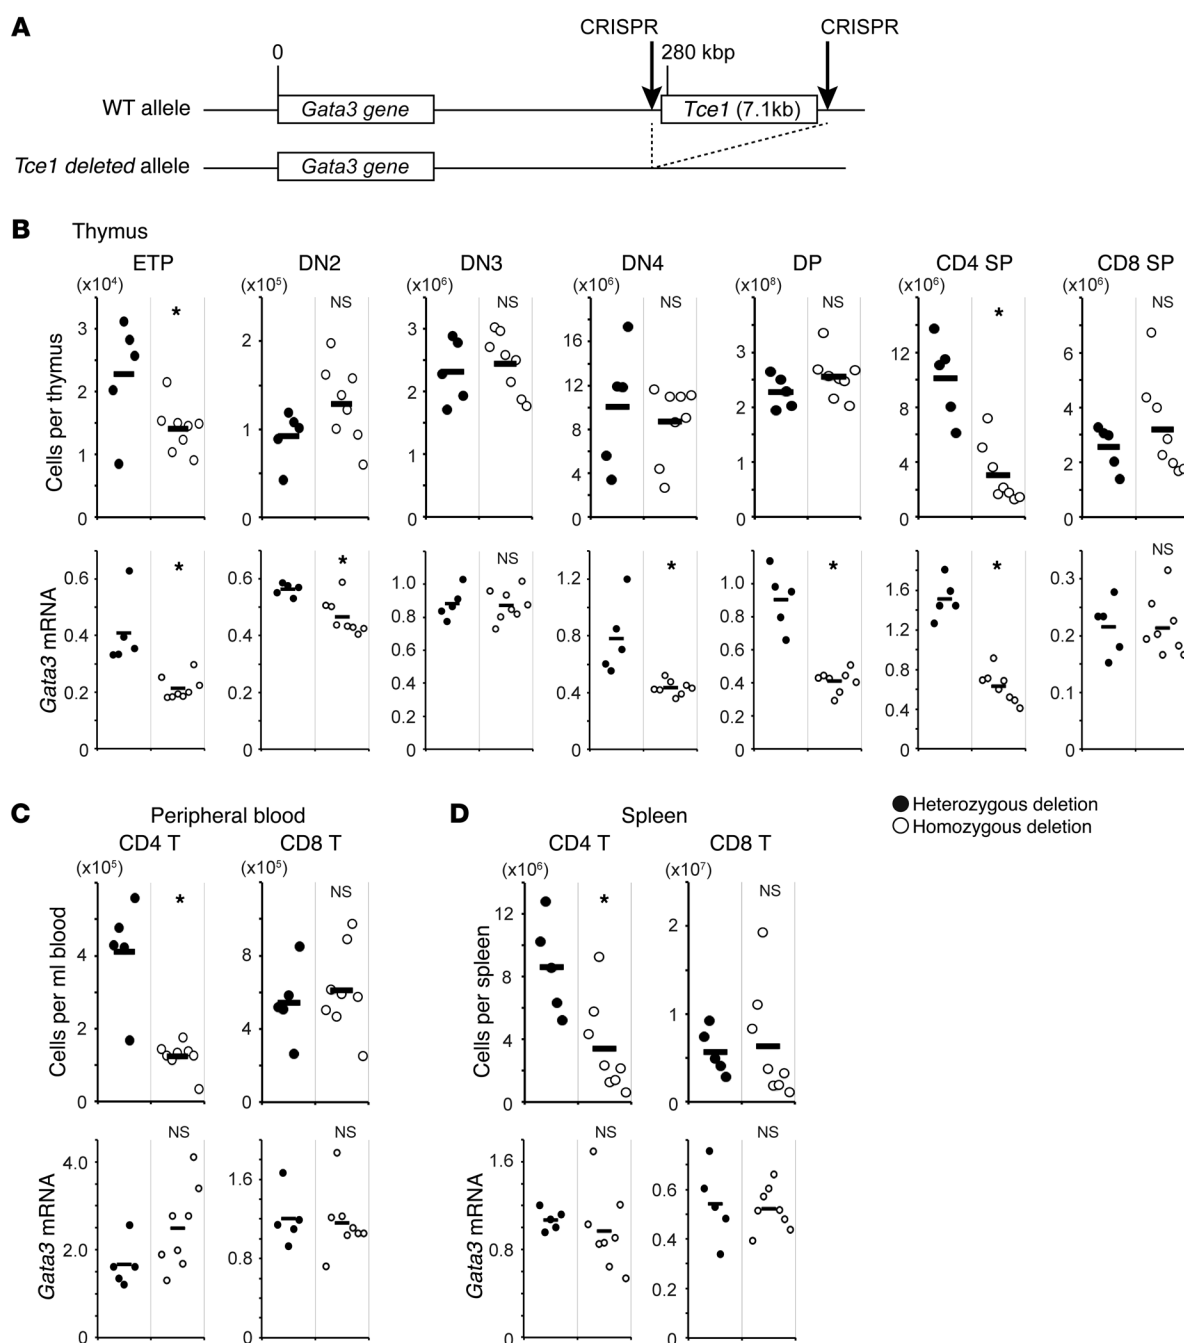 A
CRISPR CRISPR
0 280 kbp
WT allele Gata3 gene Tce1 (7.1kb)
Tce1 deleted allele Gata3 gene
B Thymus
ETP DN2 DN3 DN4 DP CD4 SP CD8 SP
(x10⁴) (x10⁵) (x10⁶) (x10⁶) (x10⁸) (x10⁶) (x10⁶)
* NS NS NS NS * NS
Cells per thymus
3 2 1 0
2 1 0
3 2 1 0
16 12 8 4 0
3 2 1 0
12 8 4 0
6 4 2 0
* * NS * * * NS
Gata3 mRNA
0.6 0.4 0.2 0
0.6 0.4 0.2 0
1.0 0.8 0.6 0.4 0.2 0
1.2 0.8 0.4 0
1.0 0.8 0.6 0.4 0.2 0
1.6 1.2 0.8 0.4 0
0.3 0.2 0.1 0
C Peripheral blood
CD4 T CD8 T
(x10⁵) (x10⁵)
* NS
Cells per ml blood
4 2 0
8 4 0
NS NS
Gata3 mRNA
4.0 2.0 0
1.6 1.2 0.8 0
D Spleen
CD4 T CD8 T
(x10⁶) (x10⁷)
* NS
Cells per spleen
12 8 4 0
2 1 0
NS NS
Gata3 mRNA
1.6 0.8 0
0.6 0.4 0.2 0
Heterozygous deletion
Homozygous deletion